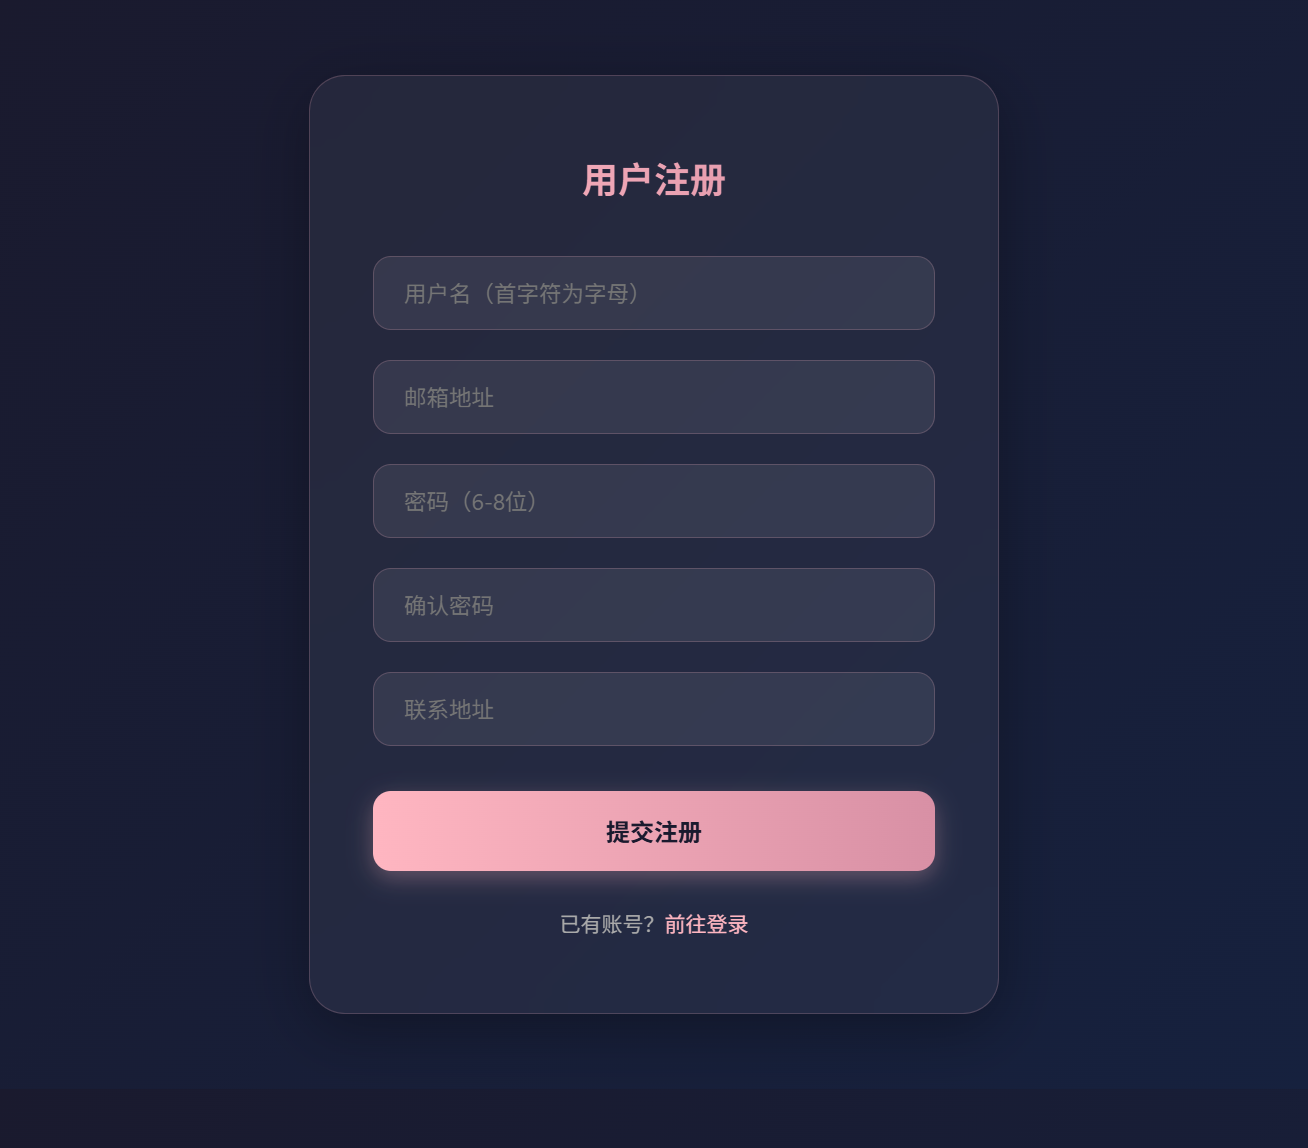 用户注册
用户名（首字符为字母）
邮箱地址
密码（6-8位）
确认密码
联系地址
提交注册
已有账号？前往登录